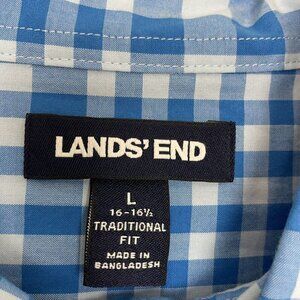 LANDS' END
L
16-16½
TRADITIONAL
FIT
MADE IN
BANGLADESH